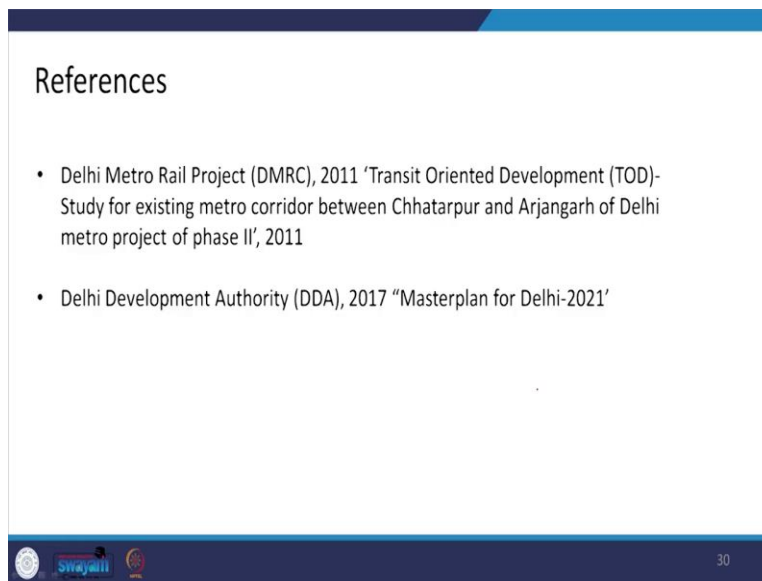 References
• Delhi Metro Rail Project (DMRC), 2011 ‘Transit Oriented Development (TOD)-
Study for existing metro corridor between Chhatarpur and Arjangarh of Delhi
metro project of phase II’, 2011
• Delhi Development Authority (DDA), 2017 “Masterplan for Delhi-2021’
swayam
30